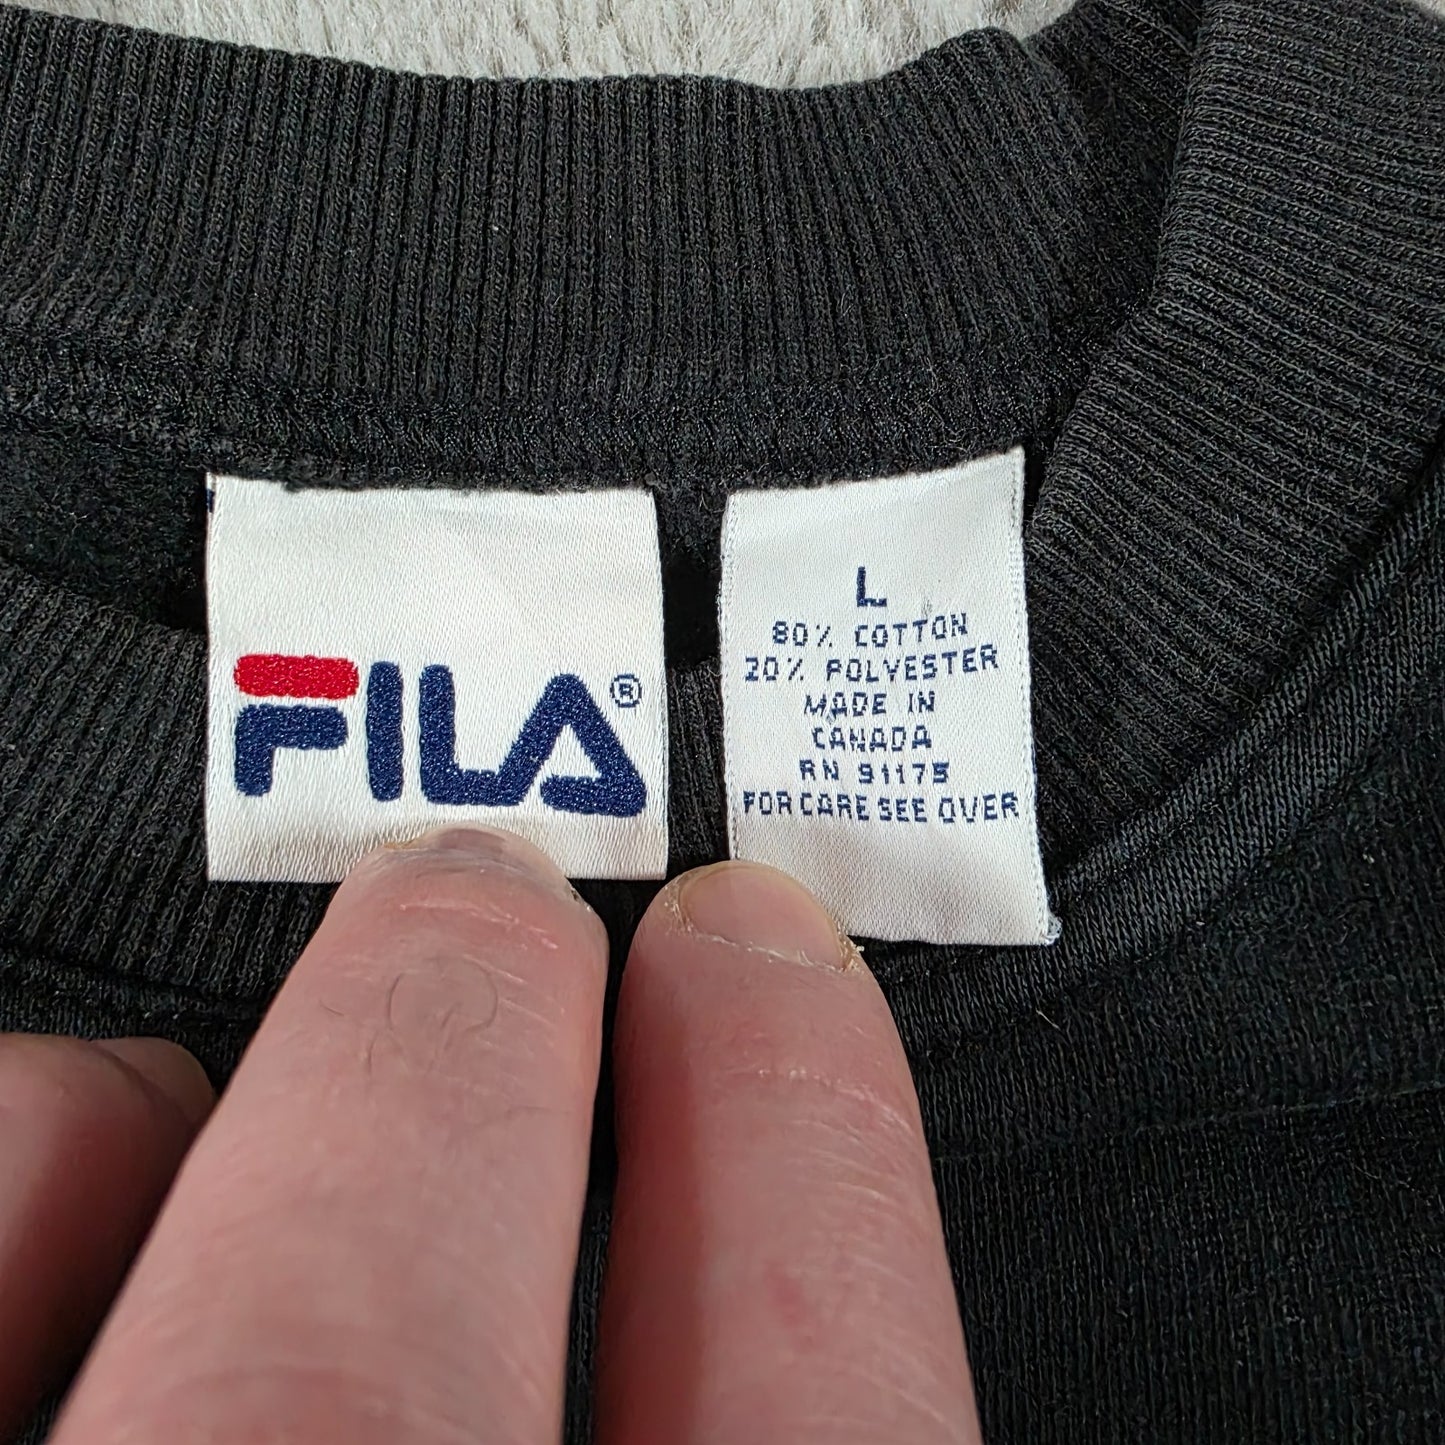 FILA®
L
80% COTTON
20% POLYESTER
MADE IN
CANADA
RN 91175
FOR CARE SEE OVER